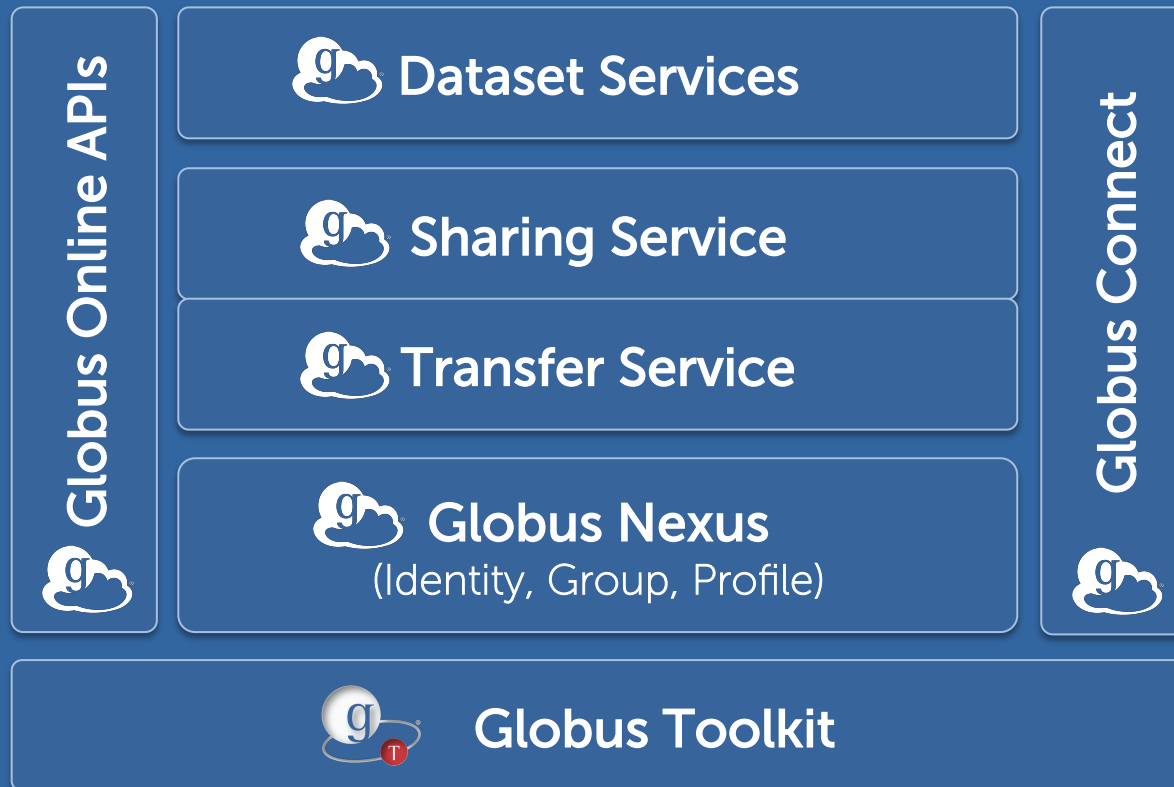 Globus Online APIs
g
Dataset Services
g
Sharing Service
g
Transfer Service
g
Globus Nexus
(Identity, Group, Profile)
g
Globus Connect
g
g
T
Globus Toolkit